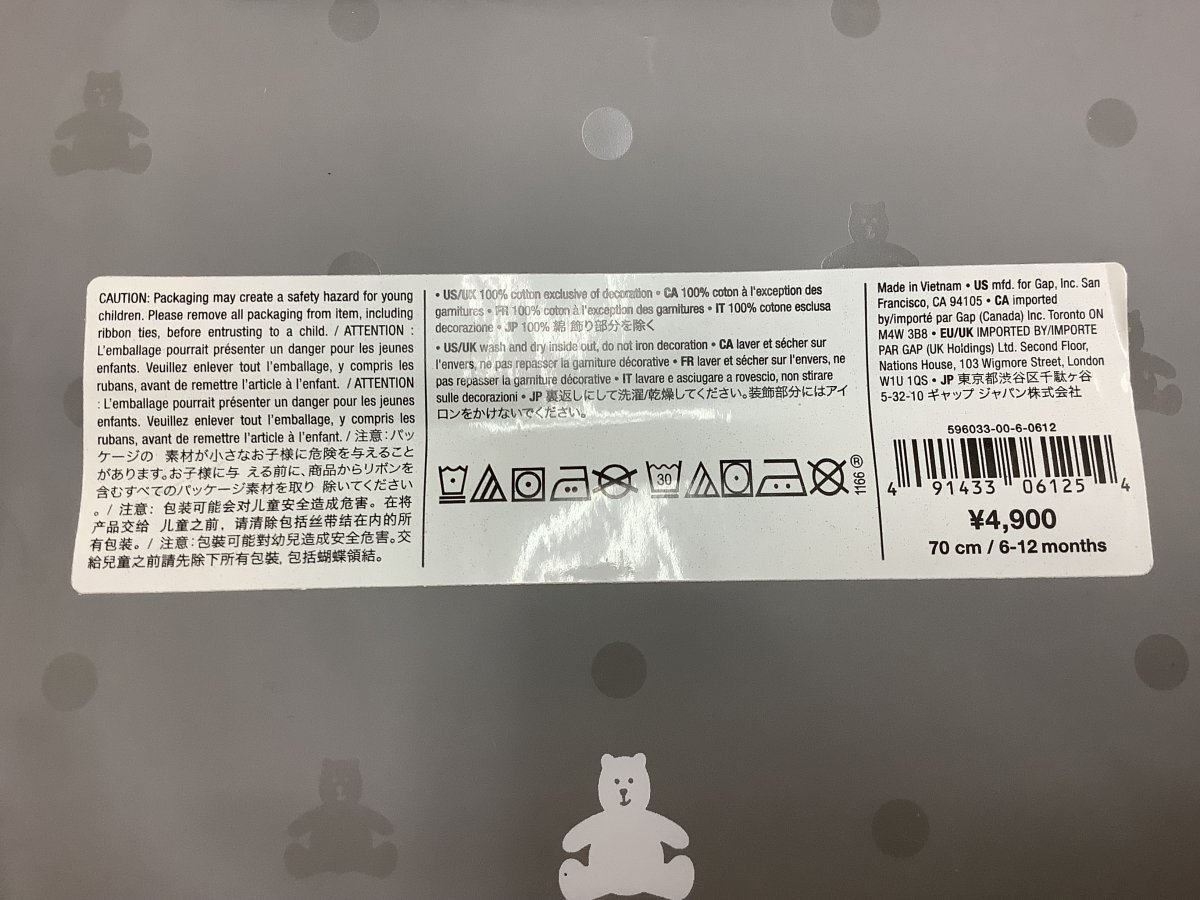 CAUTION: Packaging may create a safety hazard for young
children. Please remove all packaging from item, including
ribbon ties, before entrusting to a child. / ATTENTION :
L'emballage pourrait présenter un danger pour les jeunes
enfants. Veuillez enlever tout l'emballage, y compris les
rubans, avant de remettre l'article à l'enfant. / ATTENTION
: L'emballage pourrait présenter un danger pour les jeunes
enfants. Veuillez enlever tout l'emballage, y compris les
rubans, avant de remettre l'article à l'enfant. / 注意：パッ
ケージの 素材が小さなお子様に危険を与えること
があります。お子様に与 える前に、商品からリボンを
含むすべてのパッケージ素材を取り 除いてください
。/ 注意: 包装可能会对儿童安全造成危害。在将
产品交给 儿童之前，请清除包括丝带结在内的所
有包装。/ 注意：包裝可能對幼兒造成安全危害。交
給兒童之前請先除下所有包裝, 包括蝴蝶領結。
• US/UK 100% cotton exclusive of decoration • CA 100% coton à l'exception des
garnitures • FR 100% coton à l'exception des garnitures • IT 100% cotone esclusa
decorazione • JP 100% 綿 飾り部分を除く
• US/UK wash and dry inside out, do not iron decoration • CA laver et sécher sur
l'envers, ne pas repasser la garniture décorative • FR laver et sécher sur l'envers, ne
pas repasser la garniture décorative • IT lavare e asciugare a rovescio, non stirare
sulle decorazioni • JP 裏返しにして洗濯/乾燥してください。装飾部分にはアイ
ロンをかけないでください。
30
1166 ®
Made in Vietnam • US mfd. for Gap, Inc. San
Francisco, CA 94105 • CA imported
by/importé par Gap (Canada) Inc. Toronto ON
M4W 3B8 • EU/UK IMPORTED BY/IMPORTE
PAR GAP (UK Holdings) Ltd. Second Floor,
Nations House, 103 Wigmore Street, London
W1U 1QS • JP 東京都渋谷区千駄ヶ谷
5-32-10 ギャップ ジャパン株式会社
596033-00-6-0612
4 91433 06125 4
¥4,900
70 cm / 6-12 months